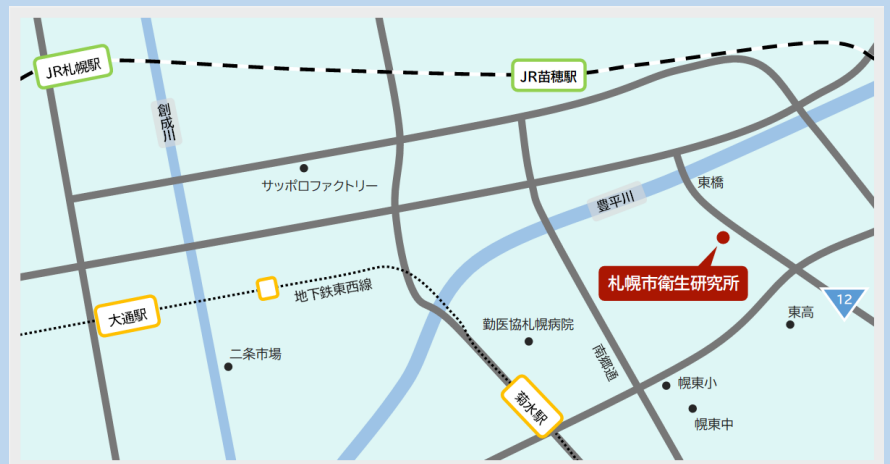 JR札幌駅
JR苗穂駅
創成川
サッポロファクトリー
東橋
豊平川
札幌市衛生研究所
地下鉄東西線
12
大通駅
東高
勤医協札幌病院
二条市場
南郷通
幌東小
菊水駅
幌東中